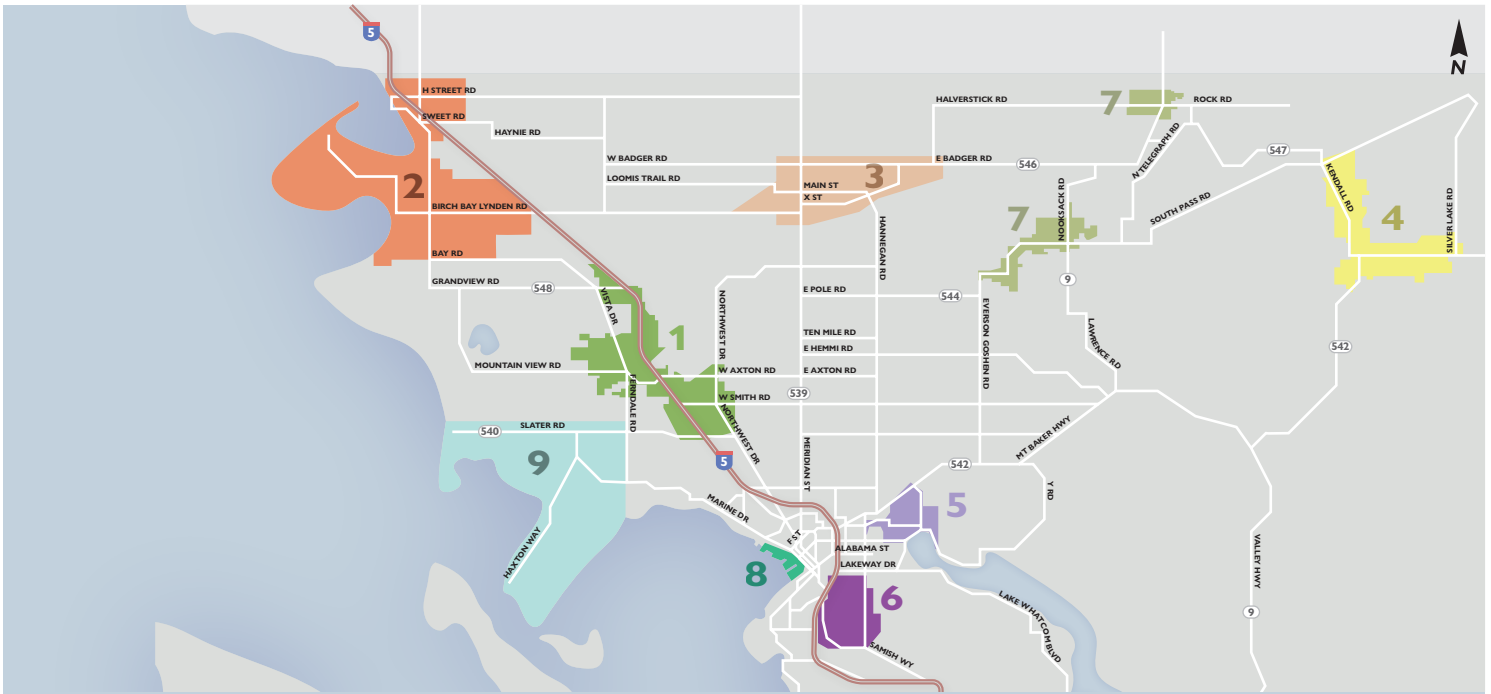 5
N
H STREET RD
SWEET RD
HAYNIE RD
HALVERSTICK RD
7
ROCK RD
W BADGER RD
E BADGER RD
546
N TELEGRAPH RD
547
LOOMIS TRAIL RD
MAIN ST
3
X ST
2
BIRCH BAY LYNDEN RD
KENDALL RD
4
SILVER LAKE RD
NOOKSACK RD
SOUTH PASS RD
7
BAY RD
HANNEGAN RD
GRANDVIEW RD
548
VISTA DR
NORTHWEST DR
E POLE RD
544
9
EVERSON GOSHEN RD
LAWRENCE RD
542
1
TEN MILE RD
E HEMMI RD
MOUNTAIN VIEW RD
W AXTON RD
E AXTON RD
FERNDALE RD
539
W SMITH RD
NORTHWEST DR
540
SLATER RD
MT BAKER HWY
MERIDIAN ST
9
5
542
Y RD
MARINE DR
5
F ST
ALABAMA ST
LAKEWAY DR
HAXTON WAY
VALLEY HWY
8
6
LAKE WHATCOM BLVD
9
SAMISH WY